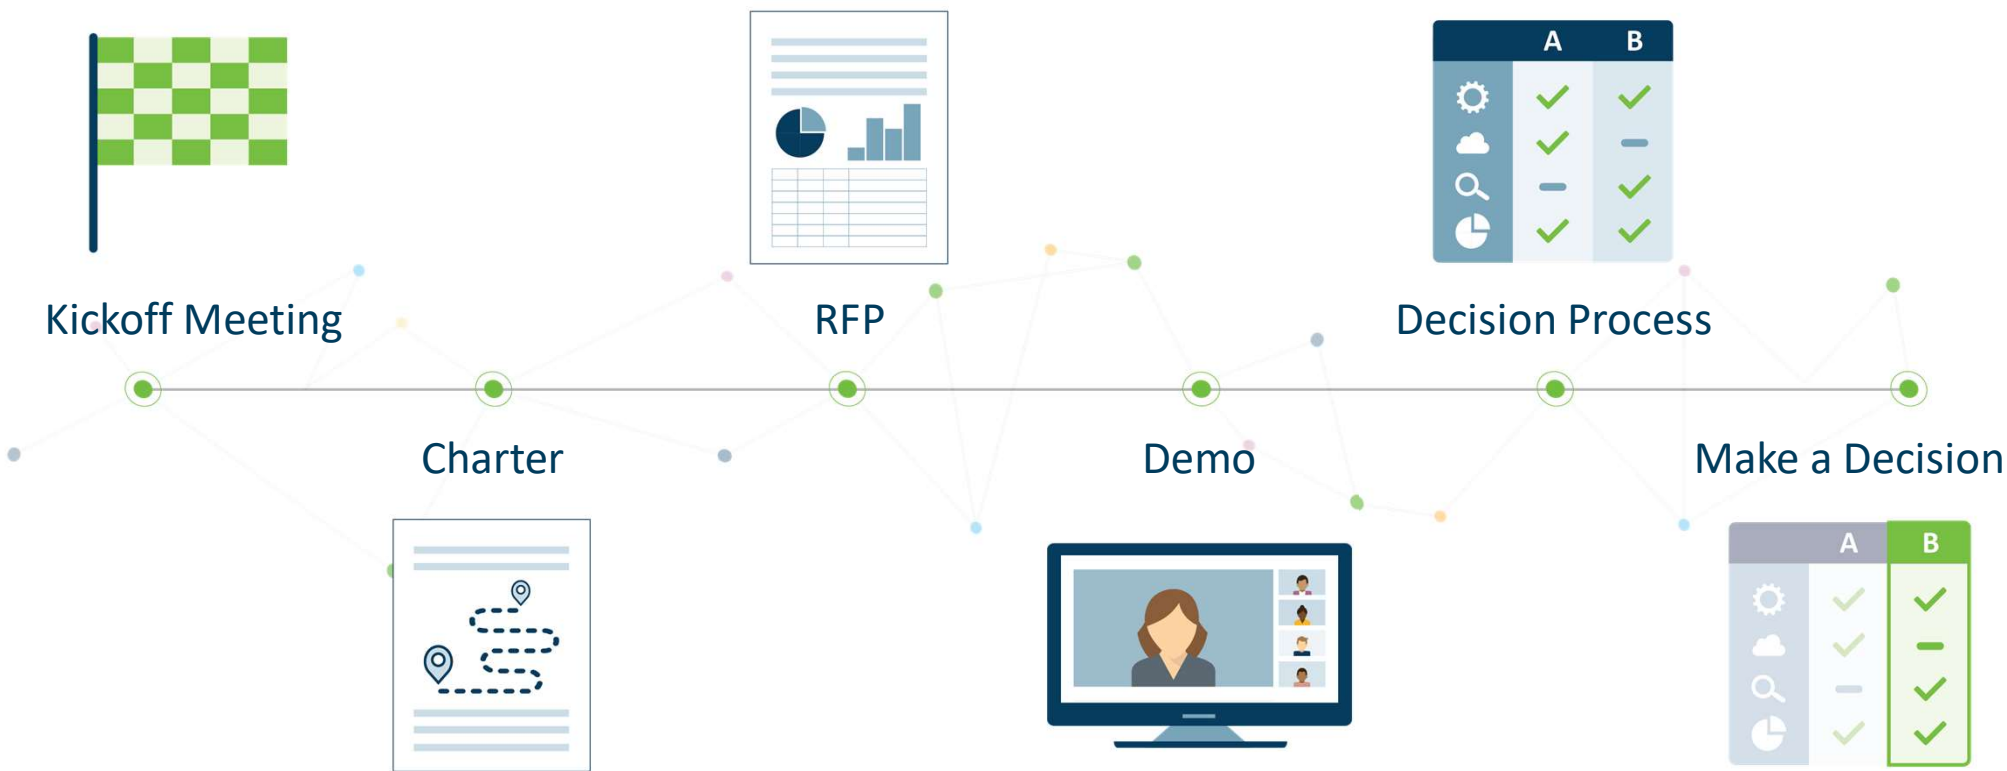 A B
Kickoff Meeting
RFP
Decision Process
Charter
Demo
Make a Decision
A B